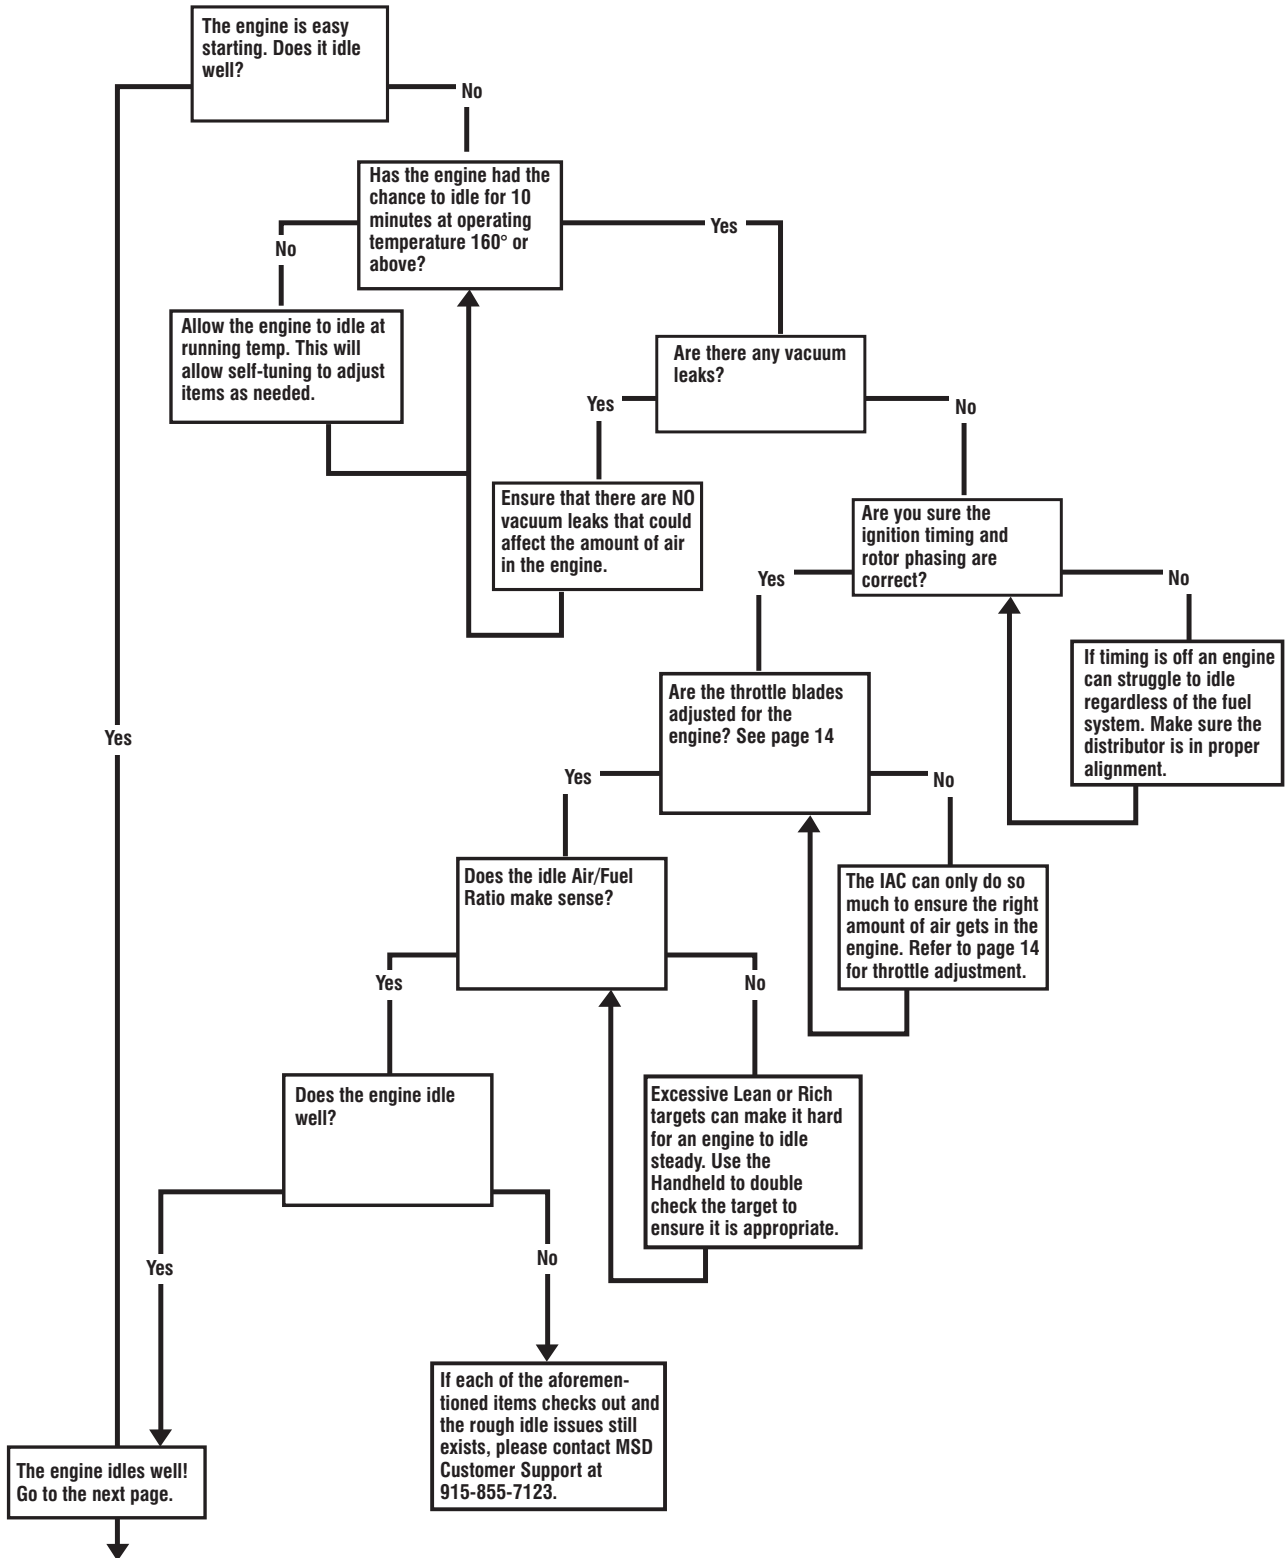 The engine is easy
starting. Does it idle
well?
No
Has the engine had the
chance to idle for 10
minutes at operating
temperature 160° or
above?
No
Yes
Allow the engine to idle at
running temp. This will
allow self-tuning to adjust
items as needed.
Are there any vacuum
leaks?
Yes
No
Ensure that there are NO
vacuum leaks that could
affect the amount of air
in the engine.
Are you sure the
ignition timing and
rotor phasing are
correct?
Yes
No
If timing is off an engine
can struggle to idle
regardless of the fuel
system. Make sure the
distributor is in proper
alignment.
Are the throttle blades
adjusted for the
engine? See page 14
Yes
Yes
No
The IAC can only do so
much to ensure the right
amount of air gets in the
engine. Refer to page 14
for throttle adjustment.
Does the idle Air/Fuel
Ratio make sense?
Yes
No
Excessive Lean or Rich
targets can make it hard
for an engine to idle
steady. Use the
Handheld to double
check the target to
ensure it is appropriate.
Does the engine idle
well?
Yes
No
If each of the aforemen-
tioned items checks out and
the rough idle issues still
exists, please contact MSD
Customer Support at
915-855-7123.
The engine idles well!
Go to the next page.